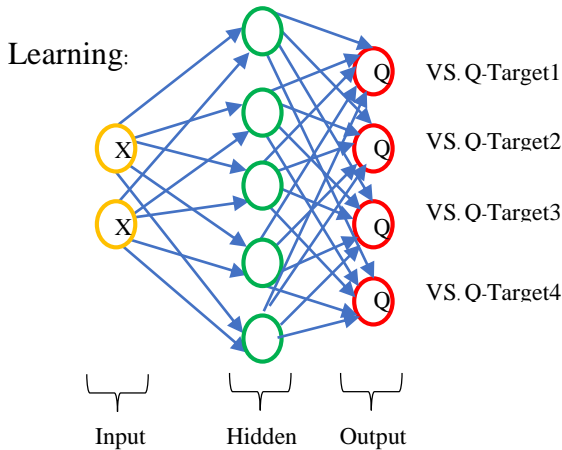 Learning:
Q
VS. Q-Target1
X
Q
VS. Q-Target2
X
Q
VS. Q-Target3
Q
VS. Q-Target4
Input
Hidden
Output